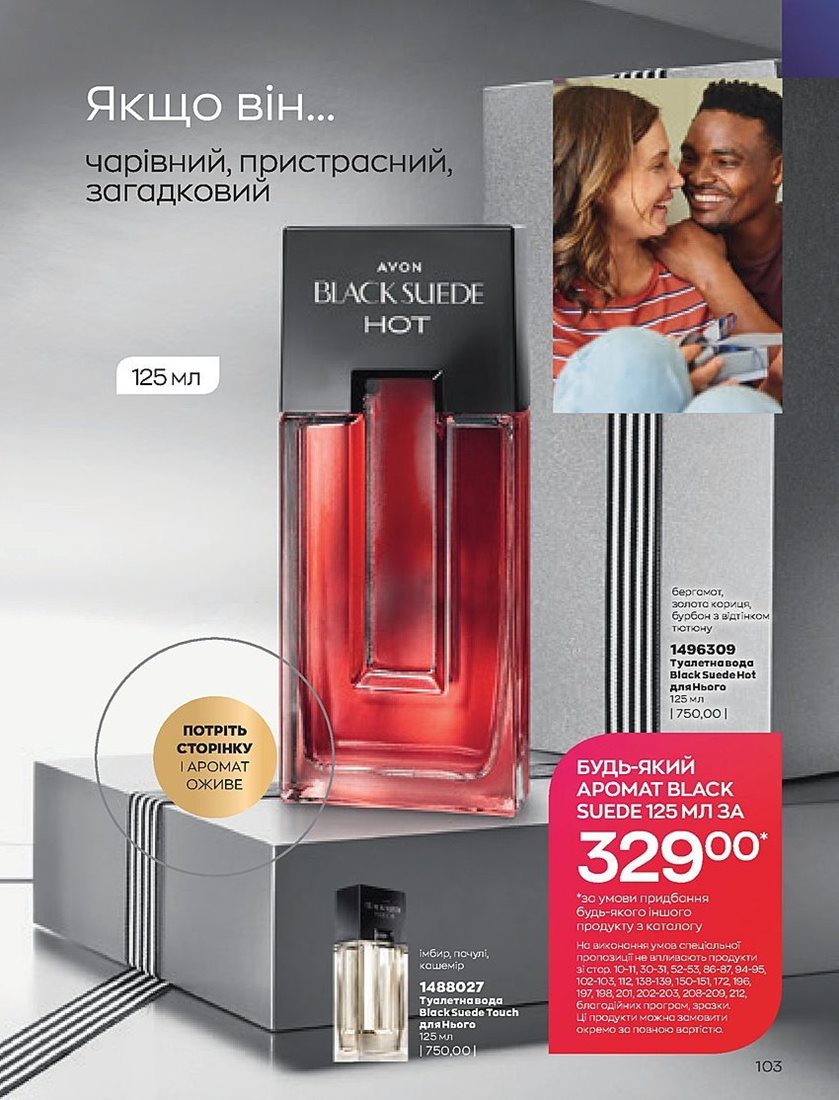 Якщо він...
чарівний, пристрасний,
загадковий
AVON
BLACK SUEDE
HOT
125 мл
бергамот,
золота кориця,
бурбон з відтінком
тютюну
1496309
Туалетна вода
Black Suede Hot
для Нього
125 мл
| 750,00 |
ПОТРІТЬ
СТОРІНКУ
І АРОМАТ
ОЖИВЕ
БУДЬ-ЯКИЙ
АРОМАТ BLACK
SUEDE 125 МЛ ЗА
329⁰⁰*
*за умови придбання
будь-якого іншого
продукту з каталогу
На виконання умов спеціальної
пропозиції не впливають продукти
зі стор. 10-11, 30-31, 52-53, 86-87, 94-95,
102-103, 112, 138-139, 150-151, 172, 196,
197, 198, 201, 202-203, 208-209, 212,
благодійних програм, зразки.
Ці продукти можна замовити
окремо за повною вартістю.
BLACK SUEDE
імбир, пачулі,
кашемір
1488027
Туалетна вода
Black Suede Touch
для Нього
125 мл
| 750,00 |
103